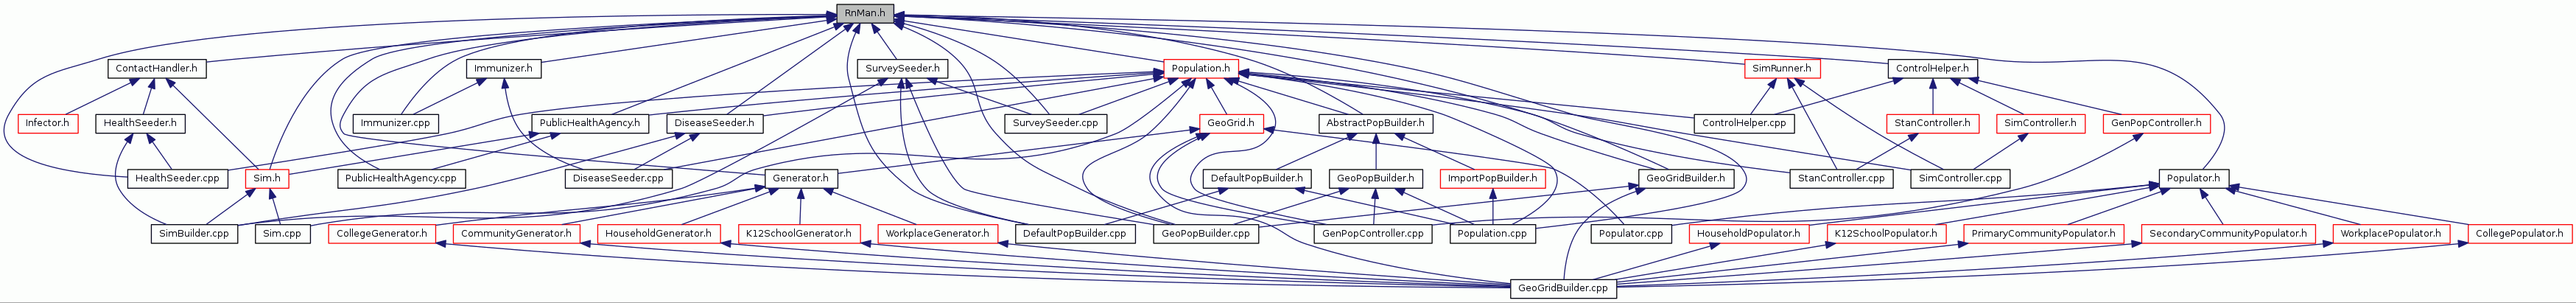 RnMan.h
ContactHandler.h
Immunizer.h
SurveySeeder.h
Population.h
SimRunner.h
ControlHelper.h
Infector.h
HealthSeeder.h
Immunizer.cpp
PublicHealthAgency.h
DiseaseSeeder.h
SurveySeeder.cpp
GeoGrid.h
AbstractPopBuilder.h
ControlHelper.cpp
StanController.h
SimController.h
GenPopController.h
HealthSeeder.cpp
Sim.h
PublicHealthAgency.cpp
DiseaseSeeder.cpp
Generator.h
DefaultPopBuilder.h
GeoPopBuilder.h
ImportPopBuilder.h
GeoGridBuilder.h
StanController.cpp
SimController.cpp
Populator.h
SimBuilder.cpp
Sim.cpp
CollegeGenerator.h
CommunityGenerator.h
HouseholdGenerator.h
K12SchoolGenerator.h
WorkplaceGenerator.h
DefaultPopBuilder.cpp
GeoPopBuilder.cpp
GenPopController.cpp
Population.cpp
Populator.cpp
HouseholdPopulator.h
K12SchoolPopulator.h
PrimaryCommunityPopulator.h
SecondaryCommunityPopulator.h
WorkplacePopulator.h
CollegePopulator.h
GeoGridBuilder.cpp